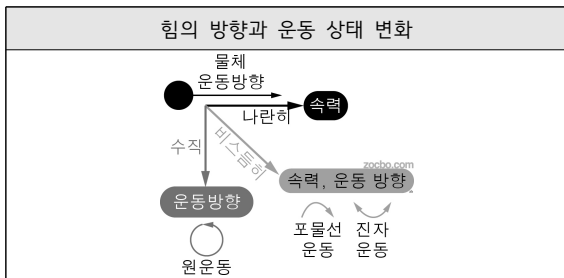 힘의 방향과 운동 상태 변화
물체
운동방향
나란히
속력
수직
비스듬히
zocbo.com
속력, 운동 방향
운동방향
포물선
운동
진자
운동
원운동